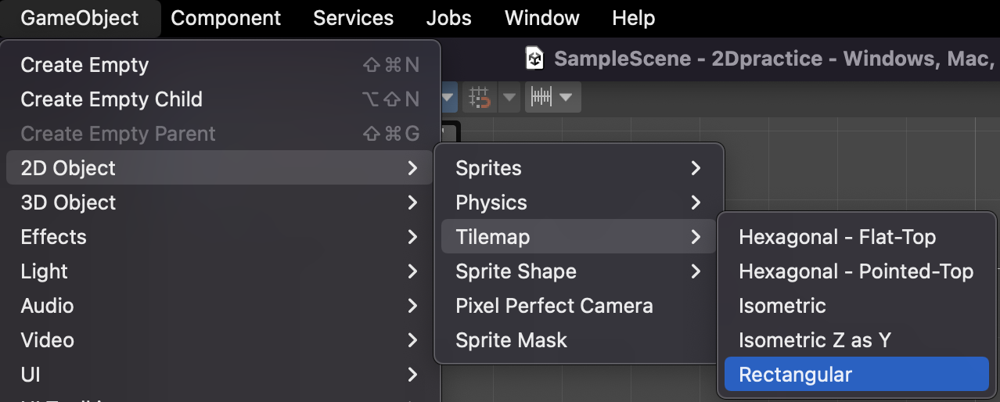 GameObject Component Services Jobs Window Help
SampleScene - 2Dpractice - Windows, Mac,
Create Empty ⇧⌘N
Create Empty Child ⌥⇧N
Create Empty Parent ⇧⌘G
2D Object
3D Object
Effects
Light
Audio
Video
UI
Sprites
Physics
Tilemap
Sprite Shape
Pixel Perfect Camera
Sprite Mask
Hexagonal - Flat-Top
Hexagonal - Pointed-Top
Isometric
Isometric Z as Y
Rectangular